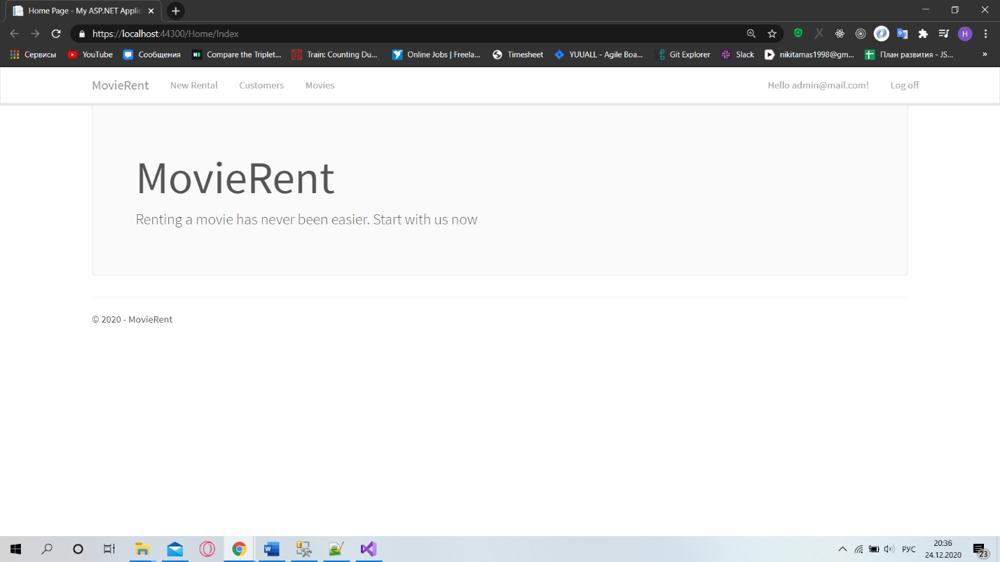 Home Page - My ASP.NET Applic
https://localhost:44300/Home/Index
Н
Сервисы YouTube Сообщения Compare the Triplet... Train: Counting Du... Online Jobs | Freela... Timesheet YUUALL - Agile Boa... Git Explorer Slack nikitamas1998@gm... План развития - JS... »
MovieRent New Rental Customers Movies Hello admin@mail.com! Log off
MovieRent
Renting a movie has never been easier. Start with us now
© 2020 - MovieRent
20:36
РУС
24.12.2020
23